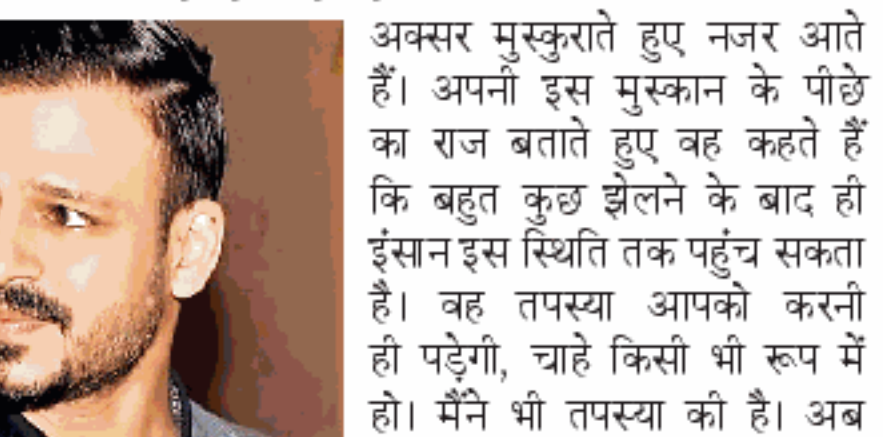 अक्सर मुस्कुराते हुए नजर आते
हैं। अपनी इस मुस्कान के पीछे
का राज बताते हुए वह कहते हैं
कि बहुत कुछ झेलने के बाद ही
इंसान इस स्थिति तक पहुंच सकता
है। वह तपस्या आपको करनी
ही पड़ेगी, चाहे किसी भी रूप में
हो। मैंने भी तपस्या की है। अब